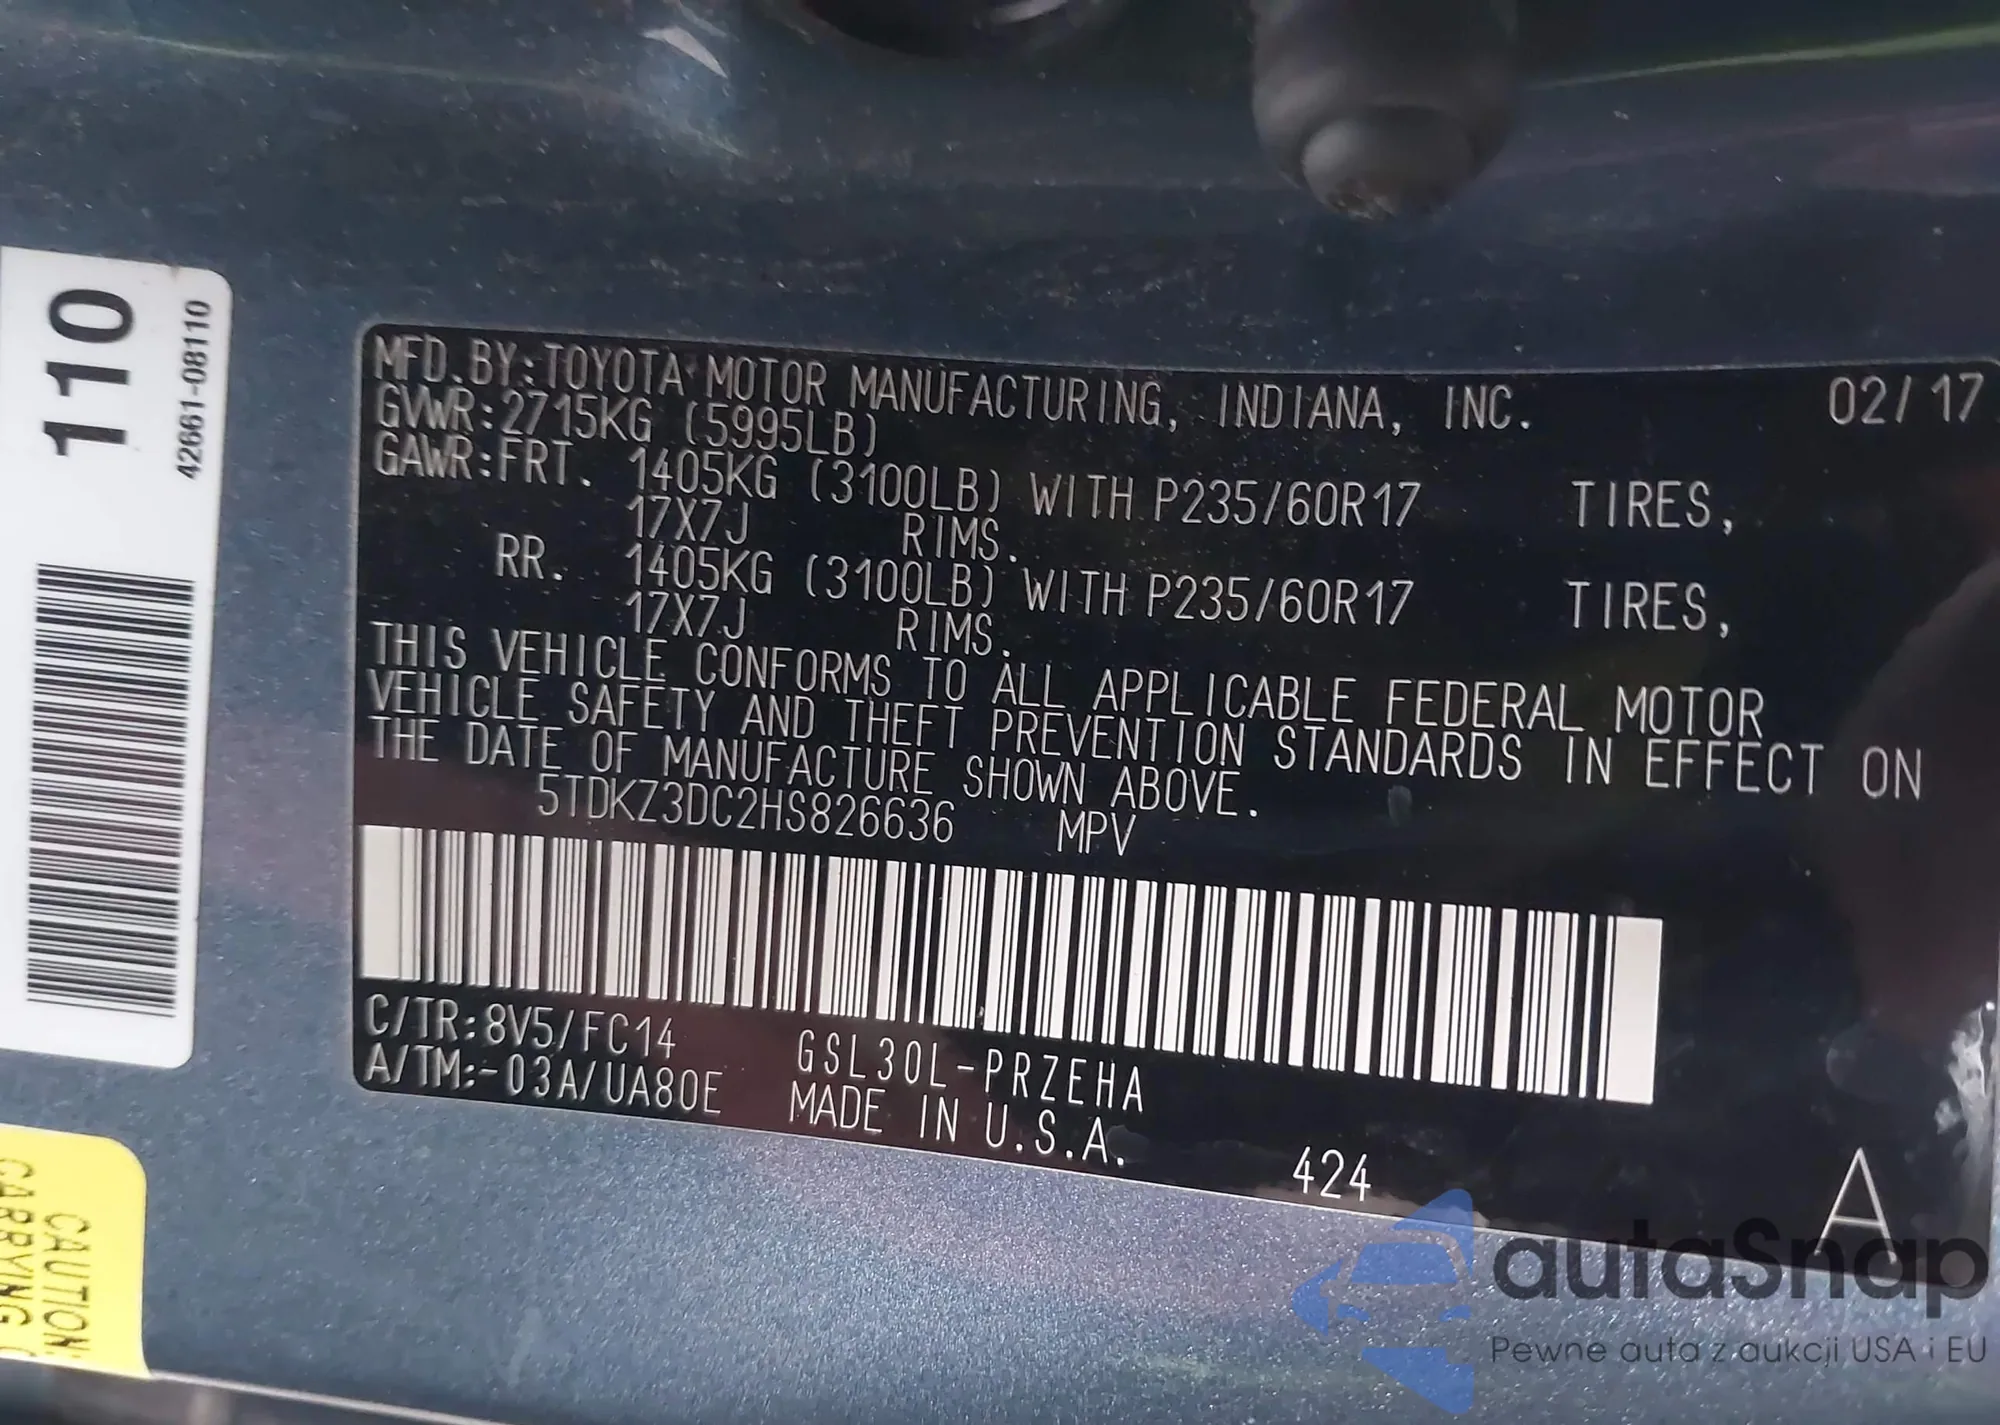 110
42661-08110
MFD.BY:TOYOTA MOTOR MANUFACTURING, INDIANA, INC. 02/17
GVWR:2715KG (5995LB)
GAWR:FRT. 1405KG (3100LB) WITH P235/60R17 TIRES,
17X7J RIMS.
RR. 1405KG (3100LB) WITH P235/60R17 TIRES,
17X7J RIMS.
THIS VEHICLE CONFORMS TO ALL APPLICABLE FEDERAL MOTOR
VEHICLE SAFETY AND THEFT PREVENTION STANDARDS IN EFFECT ON
THE DATE OF MANUFACTURE SHOWN ABOVE.
5TDKZ3DC2HS826636 MPV
C/TR:8V5/FC14 GSL30L-PRZEHA
A/TM:-03A/UA80E MADE IN U.S.A.
424
A
CAUTION:
CARRYING
autaSnap
Pewne auta z aukcji USA i EU